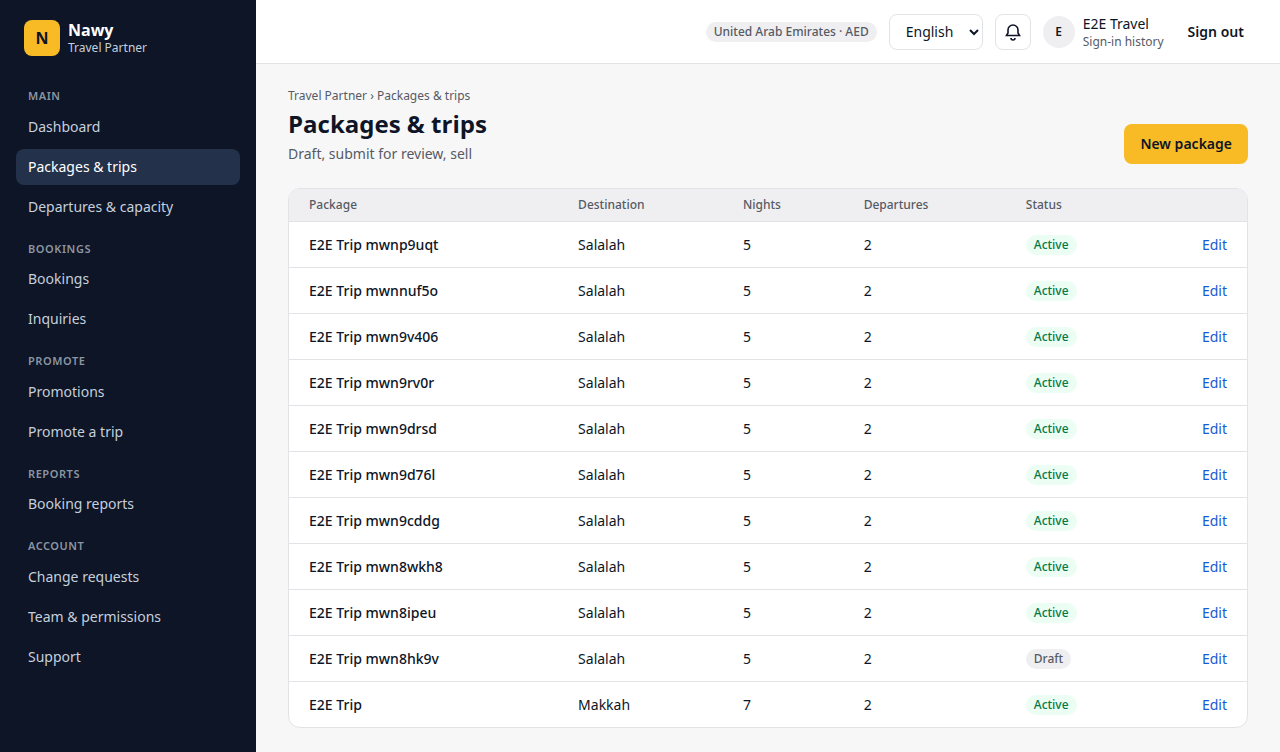 N
Nawy
Travel Partner
MAIN
Dashboard
Packages & trips
Departures & capacity
BOOKINGS
Bookings
Inquiries
PROMOTE
Promotions
Promote a trip
REPORTS
Booking reports
ACCOUNT
Change requests
Team & permissions
Support
United Arab Emirates · AED
English
E
E2E Travel
Sign-in history
Sign out
Travel Partner › Packages & trips
Packages & trips
Draft, submit for review, sell
New package
Package Destination Nights Departures Status
E2E Trip mwnp9uqt Salalah 5 2 Active Edit
E2E Trip mwnnuf5o Salalah 5 2 Active Edit
E2E Trip mwn9v406 Salalah 5 2 Active Edit
E2E Trip mwn9rv0r Salalah 5 2 Active Edit
E2E Trip mwn9drsd Salalah 5 2 Active Edit
E2E Trip mwn9d76l Salalah 5 2 Active Edit
E2E Trip mwn9cddg Salalah 5 2 Active Edit
E2E Trip mwn8wkh8 Salalah 5 2 Active Edit
E2E Trip mwn8ipeu Salalah 5 2 Active Edit
E2E Trip mwn8hk9v Salalah 5 2 Draft Edit
E2E Trip Makkah 7 2 Active Edit